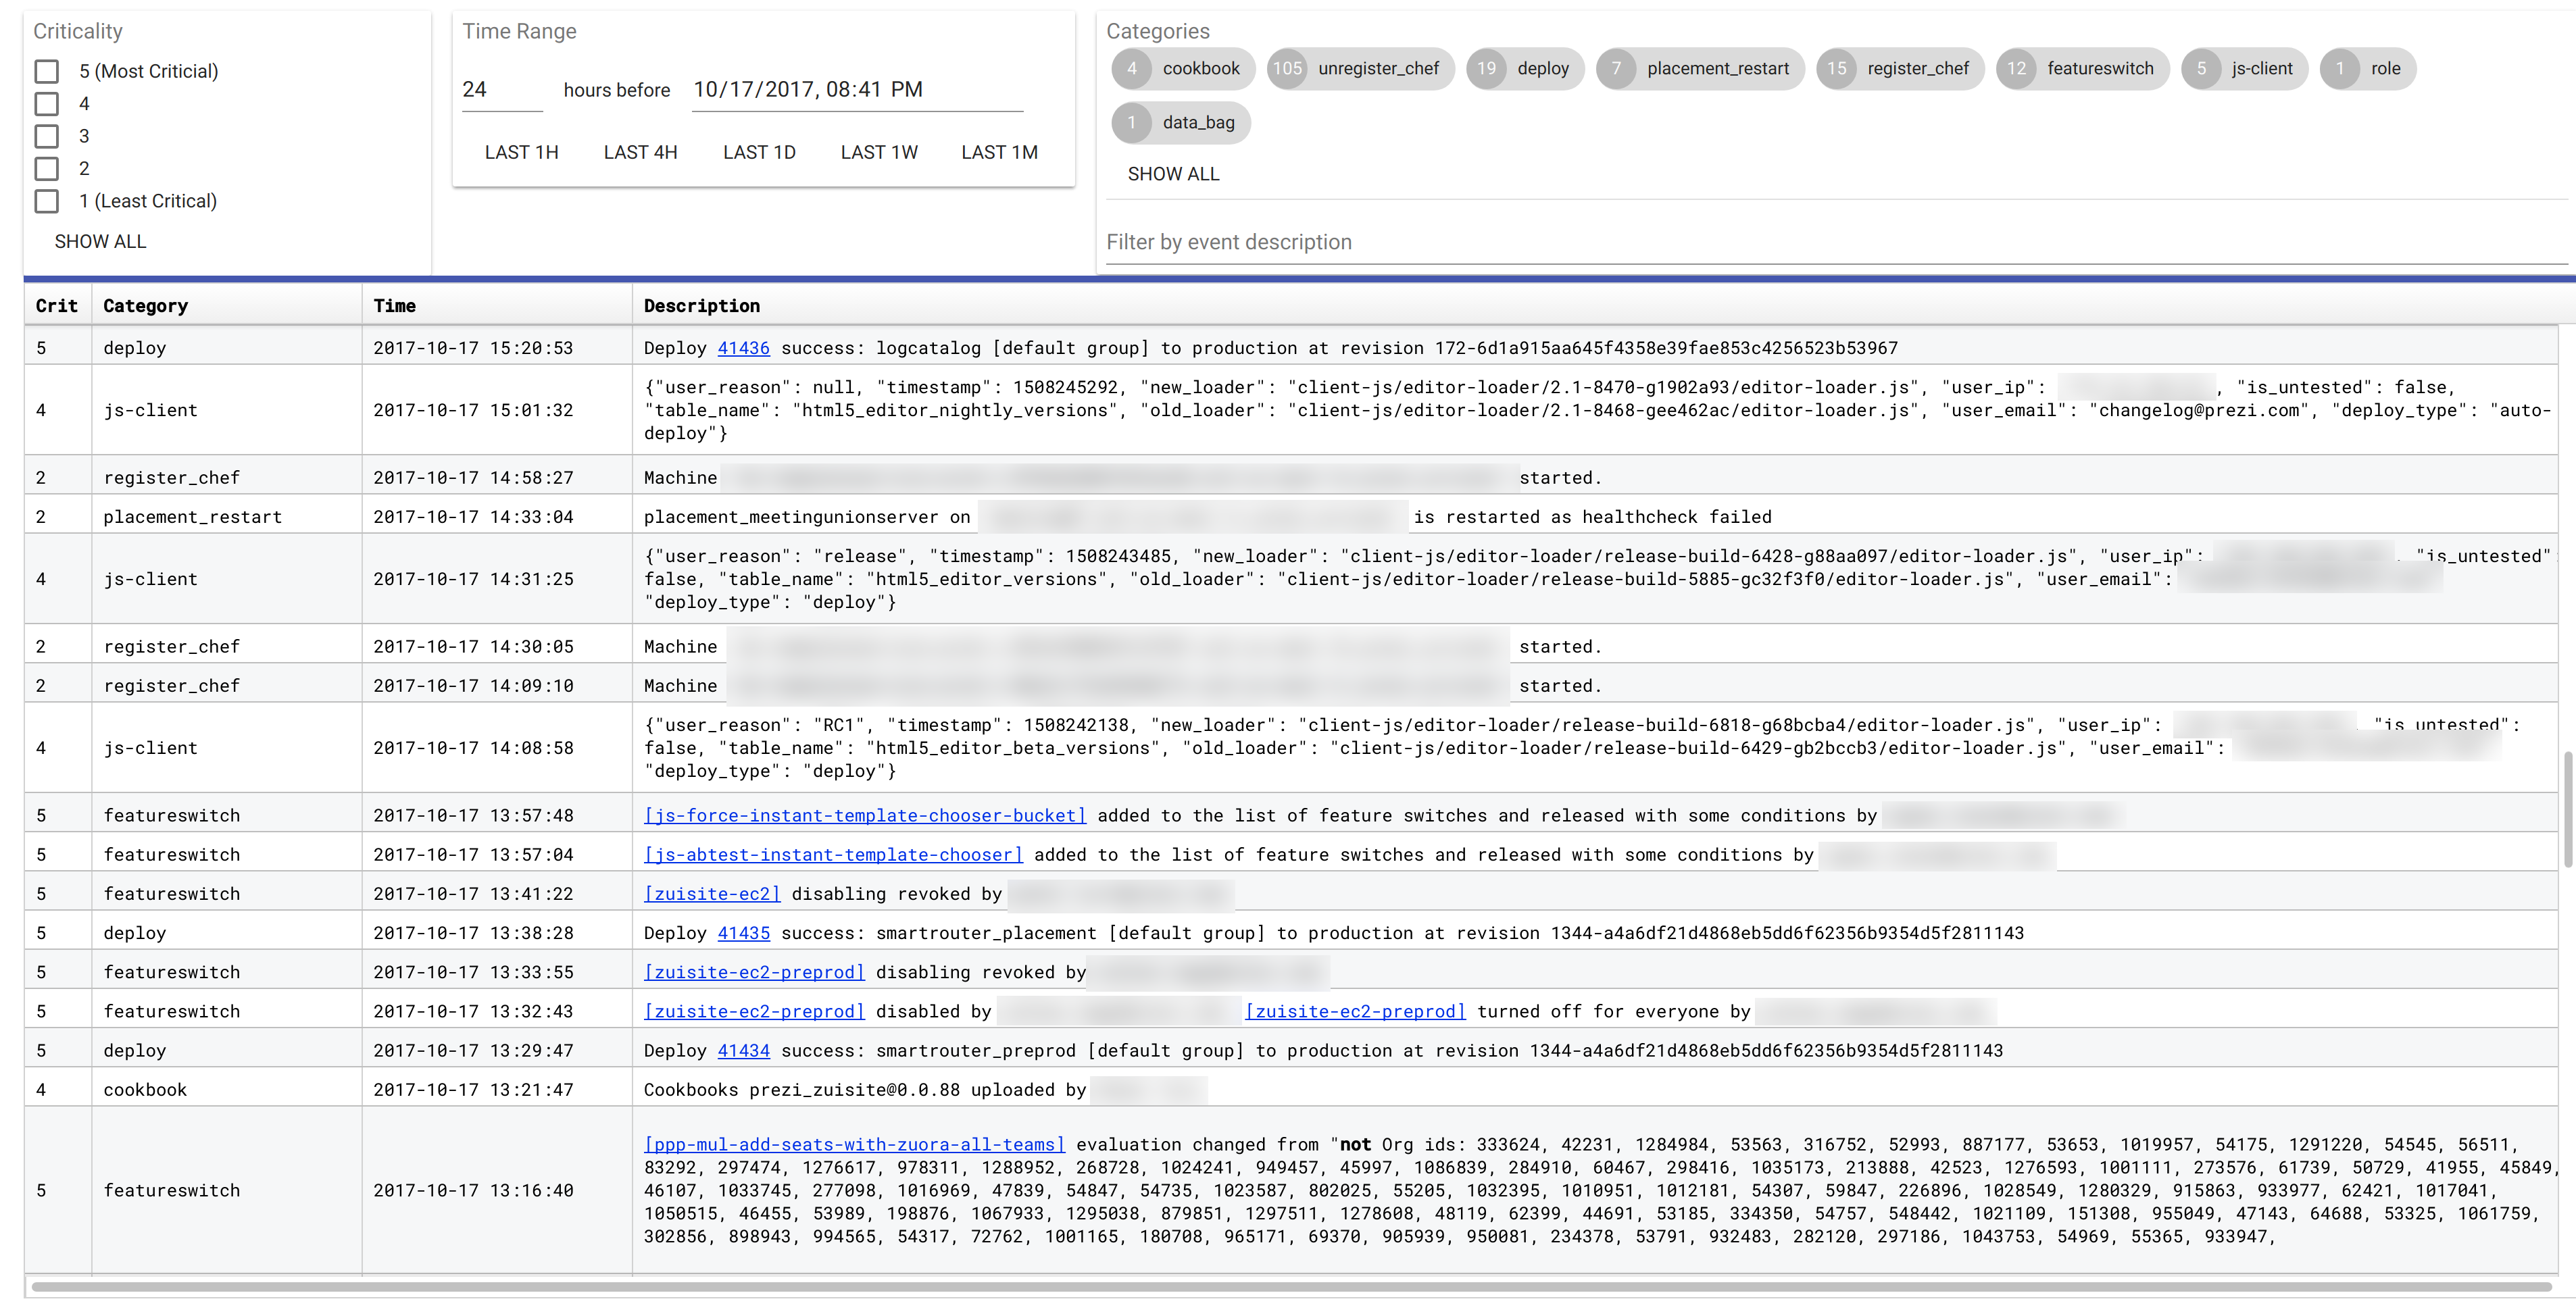 Criticality
5 (Most Criticial)
4
3
2
1 (Least Critical)
SHOW ALL
Time Range
24 hours before 10/17/2017, 08:41 PM
LAST 1H LAST 4H LAST 1D LAST 1W LAST 1M
Categories
4 cookbook 105 unregister_chef 19 deploy 7 placement_restart 15 register_chef 12 featureswitch 5 js-client 1 role
1 data_bag
SHOW ALL
Filter by event description
Crit Category Time Description
5 deploy 2017-10-17 15:20:53 Deploy 41436 success: logcatalog [default group] to production at revision 172-6d1a915aa645f4358e39fae853c4256523b53967
4 js-client 2017-10-17 15:01:32 {"user_reason": null, "timestamp": 1508245292, "new_loader": "client-js/editor-loader/2.1-8470-g1902a93/editor-loader.js", "user_ip": , "is_untested": false,
"table_name": "html5_editor_nightly_versions", "old_loader": "client-js/editor-loader/2.1-8468-gee462ac/editor-loader.js", "user_email": "changelog@prezi.com", "deploy_type": "auto-
deploy"}
2 register_chef 2017-10-17 14:58:27 Machine started.
2 placement_restart 2017-10-17 14:33:04 placement_meetingunionserver on is restarted as healthcheck failed
4 js-client 2017-10-17 14:31:25 {"user_reason": "release", "timestamp": 1508243485, "new_loader": "client-js/editor-loader/release-build-6428-g88aa097/editor-loader.js", "user_ip": , "is_untested":
false, "table_name": "html5_editor_versions", "old_loader": "client-js/editor-loader/release-build-5885-gc32f3f0/editor-loader.js", "user_email":
"deploy_type": "deploy"}
2 register_chef 2017-10-17 14:30:05 Machine started.
2 register_chef 2017-10-17 14:09:10 Machine started.
4 js-client 2017-10-17 14:08:58 {"user_reason": "RC1", "timestamp": 1508242138, "new_loader": "client-js/editor-loader/release-build-6818-g68bcba4/editor-loader.js", "user_ip": , "is_untested":
false, "table_name": "html5_editor_beta_versions", "old_loader": "client-js/editor-loader/release-build-6429-gb2bccb3/editor-loader.js", "user_email":
"deploy_type": "deploy"}
5 featureswitch 2017-10-17 13:57:48 [js-force-instant-template-chooser-bucket] added to the list of feature switches and released with some conditions by
5 featureswitch 2017-10-17 13:57:04 [js-abtest-instant-template-chooser] added to the list of feature switches and released with some conditions by
5 featureswitch 2017-10-17 13:41:22 [zuisite-ec2] disabling revoked by
5 deploy 2017-10-17 13:38:28 Deploy 41435 success: smartrouter_placement [default group] to production at revision 1344-a4a6df21d4868eb5dd6f62356b9354d5f2811143
5 featureswitch 2017-10-17 13:33:55 [zuisite-ec2-preprod] disabling revoked by
5 featureswitch 2017-10-17 13:32:43 [zuisite-ec2-preprod] disabled by [zuisite-ec2-preprod] turned off for everyone by
5 deploy 2017-10-17 13:29:47 Deploy 41434 success: smartrouter_preprod [default group] to production at revision 1344-a4a6df21d4868eb5dd6f62356b9354d5f2811143
4 cookbook 2017-10-17 13:21:47 Cookbooks prezi_zuisite@0.0.88 uploaded by
5 featureswitch 2017-10-17 13:16:40 [ppp-mul-add-seats-with-zuora-all-teams] evaluation changed from "not Org ids: 333624, 42231, 1284984, 53563, 316752, 52993, 887177, 53653, 1019957, 54175, 1291220, 54545, 56511,
83292, 297474, 1276617, 978311, 1288952, 268728, 1024241, 949457, 45997, 1086839, 284910, 60467, 298416, 1035173, 213888, 42523, 1276593, 1001111, 273576, 61739, 50729, 41955, 45849,
46107, 1033745, 277098, 1016969, 47839, 54847, 54735, 1023587, 802025, 55205, 1032395, 1010951, 1012181, 54307, 59847, 226896, 1028549, 1280329, 915863, 933977, 62421, 1017041,
1050515, 46455, 53989, 198876, 1067933, 1295038, 879851, 1297511, 1278608, 48119, 62399, 44691, 53185, 334350, 54757, 548442, 1021109, 151308, 955049, 47143, 64688, 53325, 1061759,
302856, 898943, 994565, 54317, 72762, 1001165, 180708, 965171, 69370, 905939, 950081, 234378, 53791, 932483, 282120, 297186, 1043753, 54969, 55365, 933947,